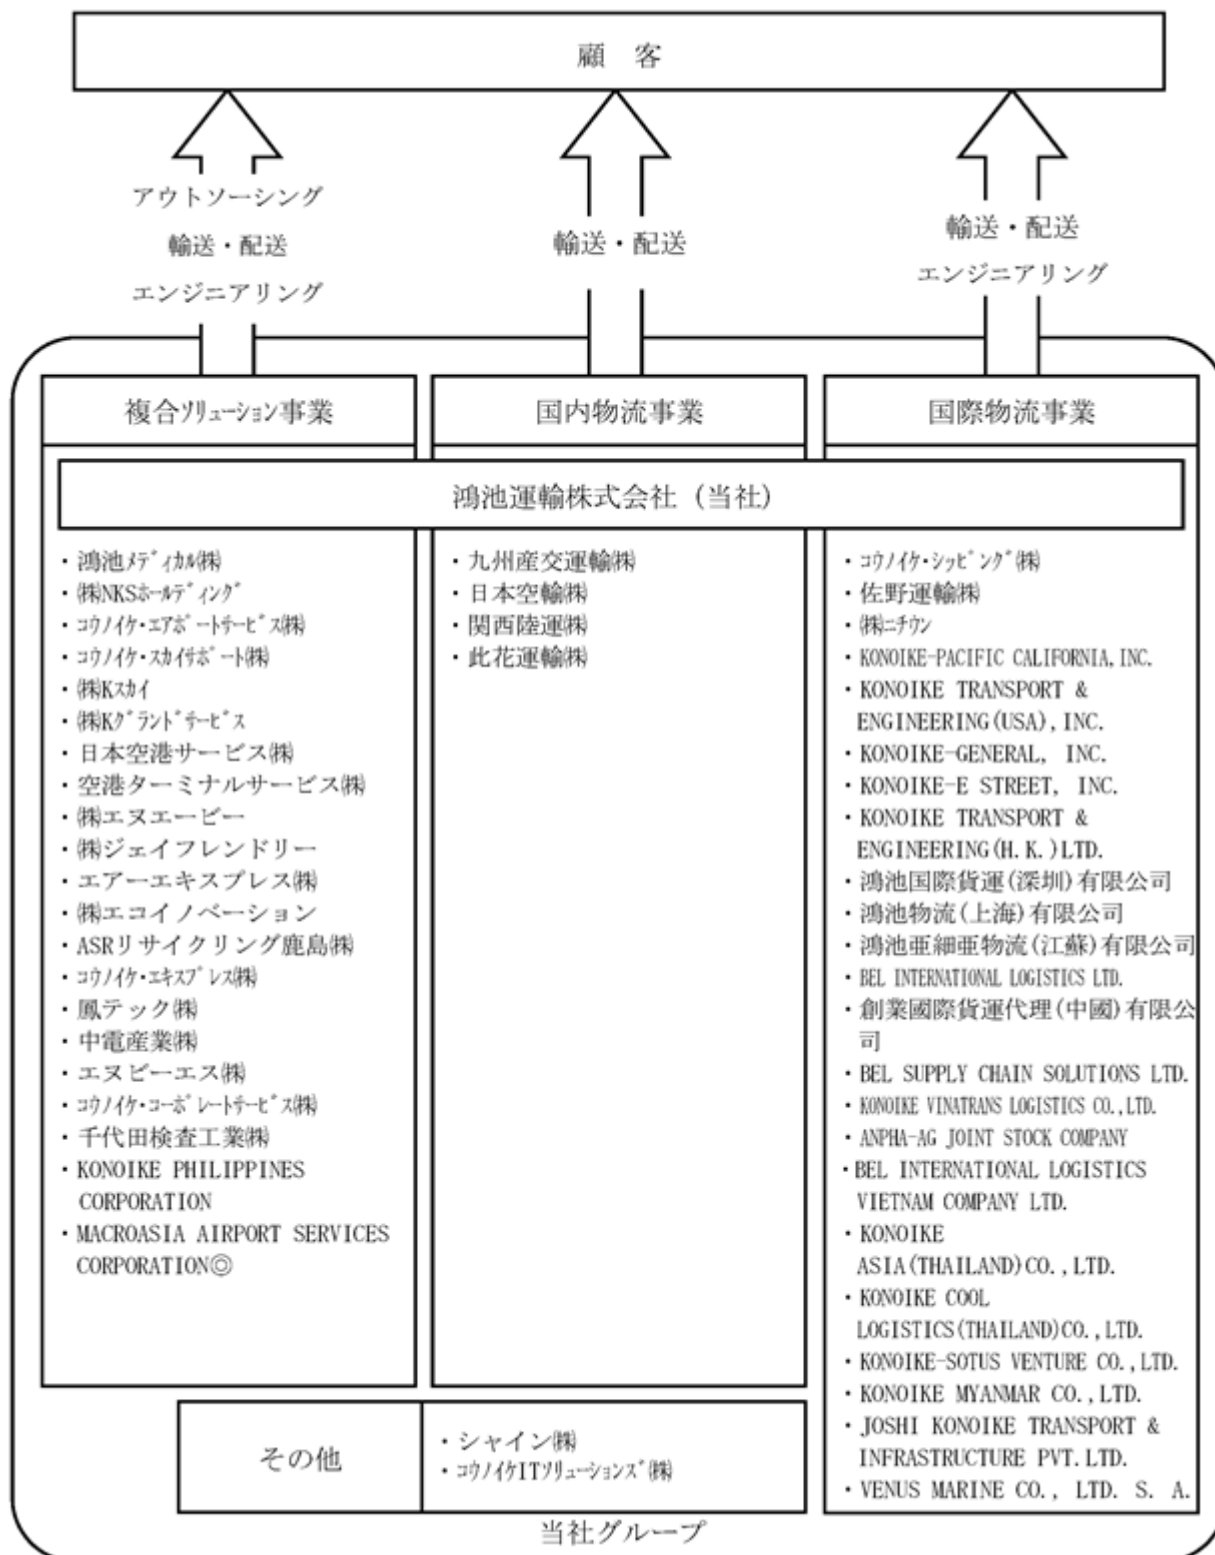 顧　客
アウトソーシング
輸送・配送
エンジニアリング
輸送・配送
輸送・配送
エンジニアリング
複合ｿﾘｭｰｼｮﾝ事業
国内物流事業
国際物流事業
鴻池運輸株式会社（当社）
・鴻池ﾒﾃﾞｨｶﾙ㈱
・㈱NKSﾎｰﾙﾃﾞｨﾝｸﾞ
・ｺｳﾉｲｹ・ｴｱﾎﾟｰﾄｻｰﾋﾞｽ㈱
・ｺｳﾉｲｹ・ｽｶｲｻﾎﾟｰﾄ㈱
・㈱Kｽｶｲ
・㈱Kｸﾞﾗﾝﾄﾞｻｰﾋﾞｽ
・日本空港サービス㈱
・空港ターミナルサービス㈱
・㈱エヌエービー
・㈱ジェイフレンドリー
・エアーエキスプレス㈱
・㈱エコイノベーション
・ASRリサイクリング鹿島㈱
・ｺｳﾉｲｹ・ｴｷｽﾌﾟﾚｽ㈱
・鳳テック㈱
・中電産業㈱
・エヌビーエス㈱
・ｺｳﾉｲｹ・ｺｰﾎﾟﾚｰﾄｻｰﾋﾞｽ㈱
・千代田検査工業㈱
・KONOIKE PHILIPPINES
CORPORATION
・MACROASIA AIRPORT SERVICES
CORPORATION◎
・九州産交運輸㈱
・日本空輸㈱
・関西陸運㈱
・此花運輸㈱
・ｺｳﾉｲｹ・ｼｯﾋﾟﾝｸﾞ㈱
・佐野運輸㈱
・㈱ﾆﾁｳﾝ
・KONOIKE-PACIFIC CALIFORNIA, INC.
・KONOIKE TRANSPORT &
ENGINEERING(USA), INC.
・KONOIKE-GENERAL, INC.
・KONOIKE-E STREET, INC.
・KONOIKE TRANSPORT &
ENGINEERING(H.K.)LTD.
・鴻池国際貨運(深圳)有限公司
・鴻池物流(上海)有限公司
・鴻池亜細亜物流(江蘇)有限公司
・BEL INTERNATIONAL LOGISTICS LTD.
・創業國際貨運代理(中國)有限公
司
・BEL SUPPLY CHAIN SOLUTIONS LTD.
・KONOIKE VINATRANS LOGISTICS CO., LTD.
・ANPHA-AG JOINT STOCK COMPANY
・BEL INTERNATIONAL LOGISTICS
VIETNAM COMPANY LTD.
・KONOIKE
ASIA(THAILAND)CO., LTD.
・KONOIKE COOL
LOGISTICS(THAILAND)CO., LTD.
・KONOIKE-SOTUS VENTURE CO., LTD.
・KONOIKE MYANMAR CO., LTD.
・JOSHI KONOIKE TRANSPORT &
INFRASTRUCTURE PVT. LTD.
・VENUS MARINE CO., LTD. S. A.
その他
・シャイン㈱
・ｺｳﾉｲｹITｿﾘｭｰｼｮﾝｽﾞ㈱
当社グループ